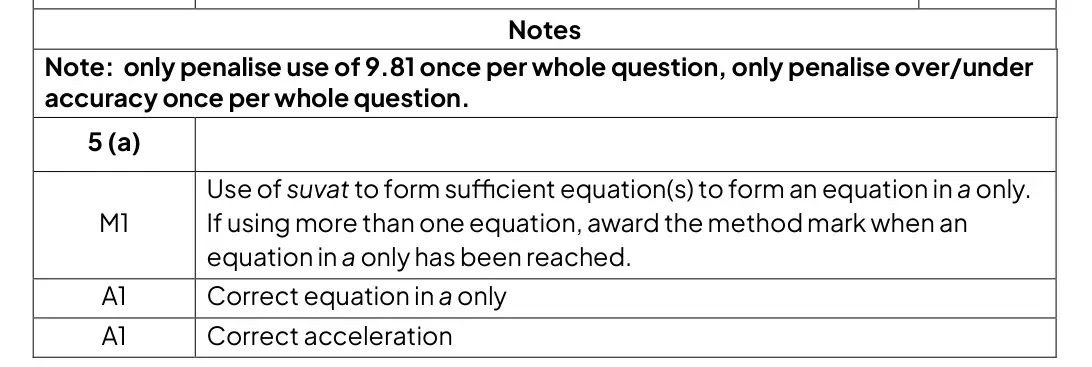 Notes
Note: only penalise use of 9.81 once per whole question, only penalise over/under
accuracy once per whole question.
5 (a)
M1
Use of suvat to form sufficient equation(s) to form an equation in a only.
If using more than one equation, award the method mark when an
equation in a only has been reached.
A1
Correct equation in a only
A1
Correct acceleration